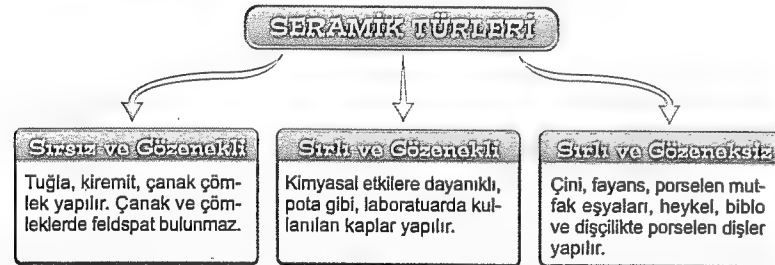 SERAMİK TÜRLERİ
Sırsız ve Gözenekli
Tuğla, kiremit, çanak çöm-
lek yapılır. Çanak ve çöm-
leklerde feldspat bulunmaz.
Sırlı ve Gözenekli
Kimyasal etkilere dayanıklı,
pota gibi, laboratuarda kul-
lanılan kaplar yapılır.
Sırlı ve Gözeneksiz
Çini, fayans, porselen mut-
fak eşyaları, heykel, biblo
ve dişçilikte porselen dişler
yapılır.